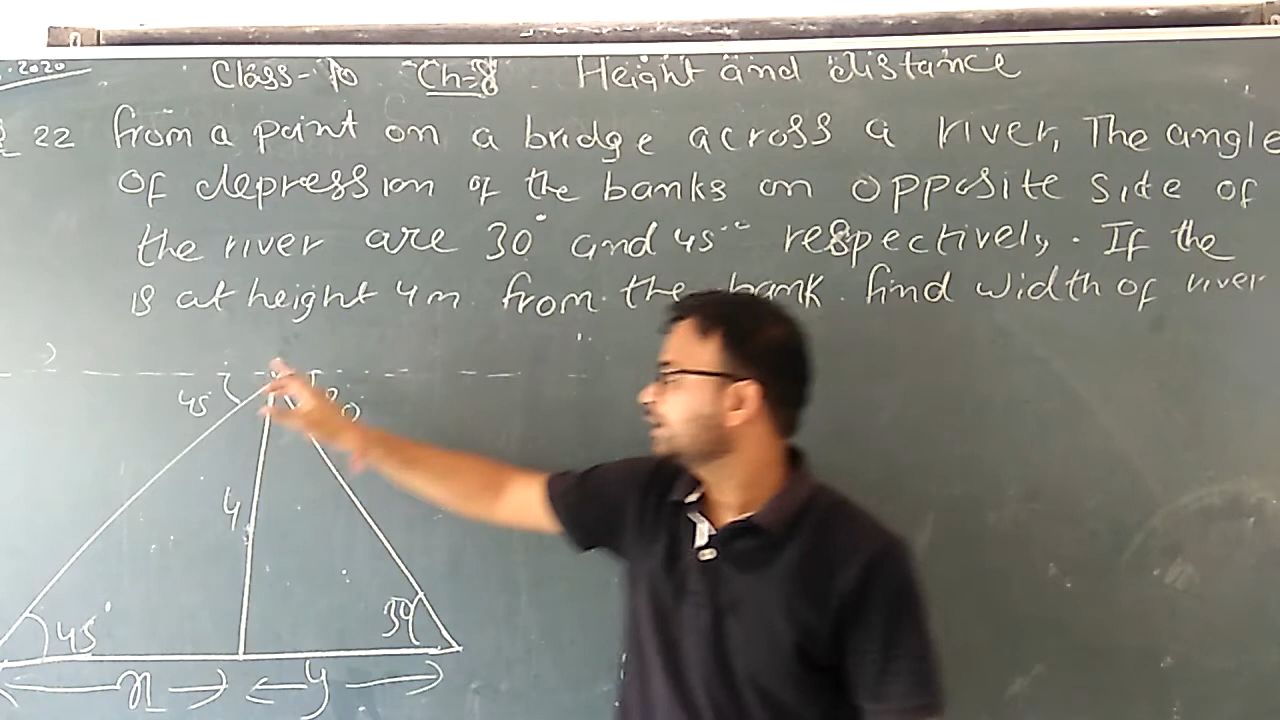 .2020
Class-10 Ch-8 Height and distance
Q 22 from a point on a bridge across a river, The angle
of depression of the banks on opposite side of
the river are 30° and 45° respectively. If the
is at height 4m from the bank. find width of river
45 30
4
45° 30
x y